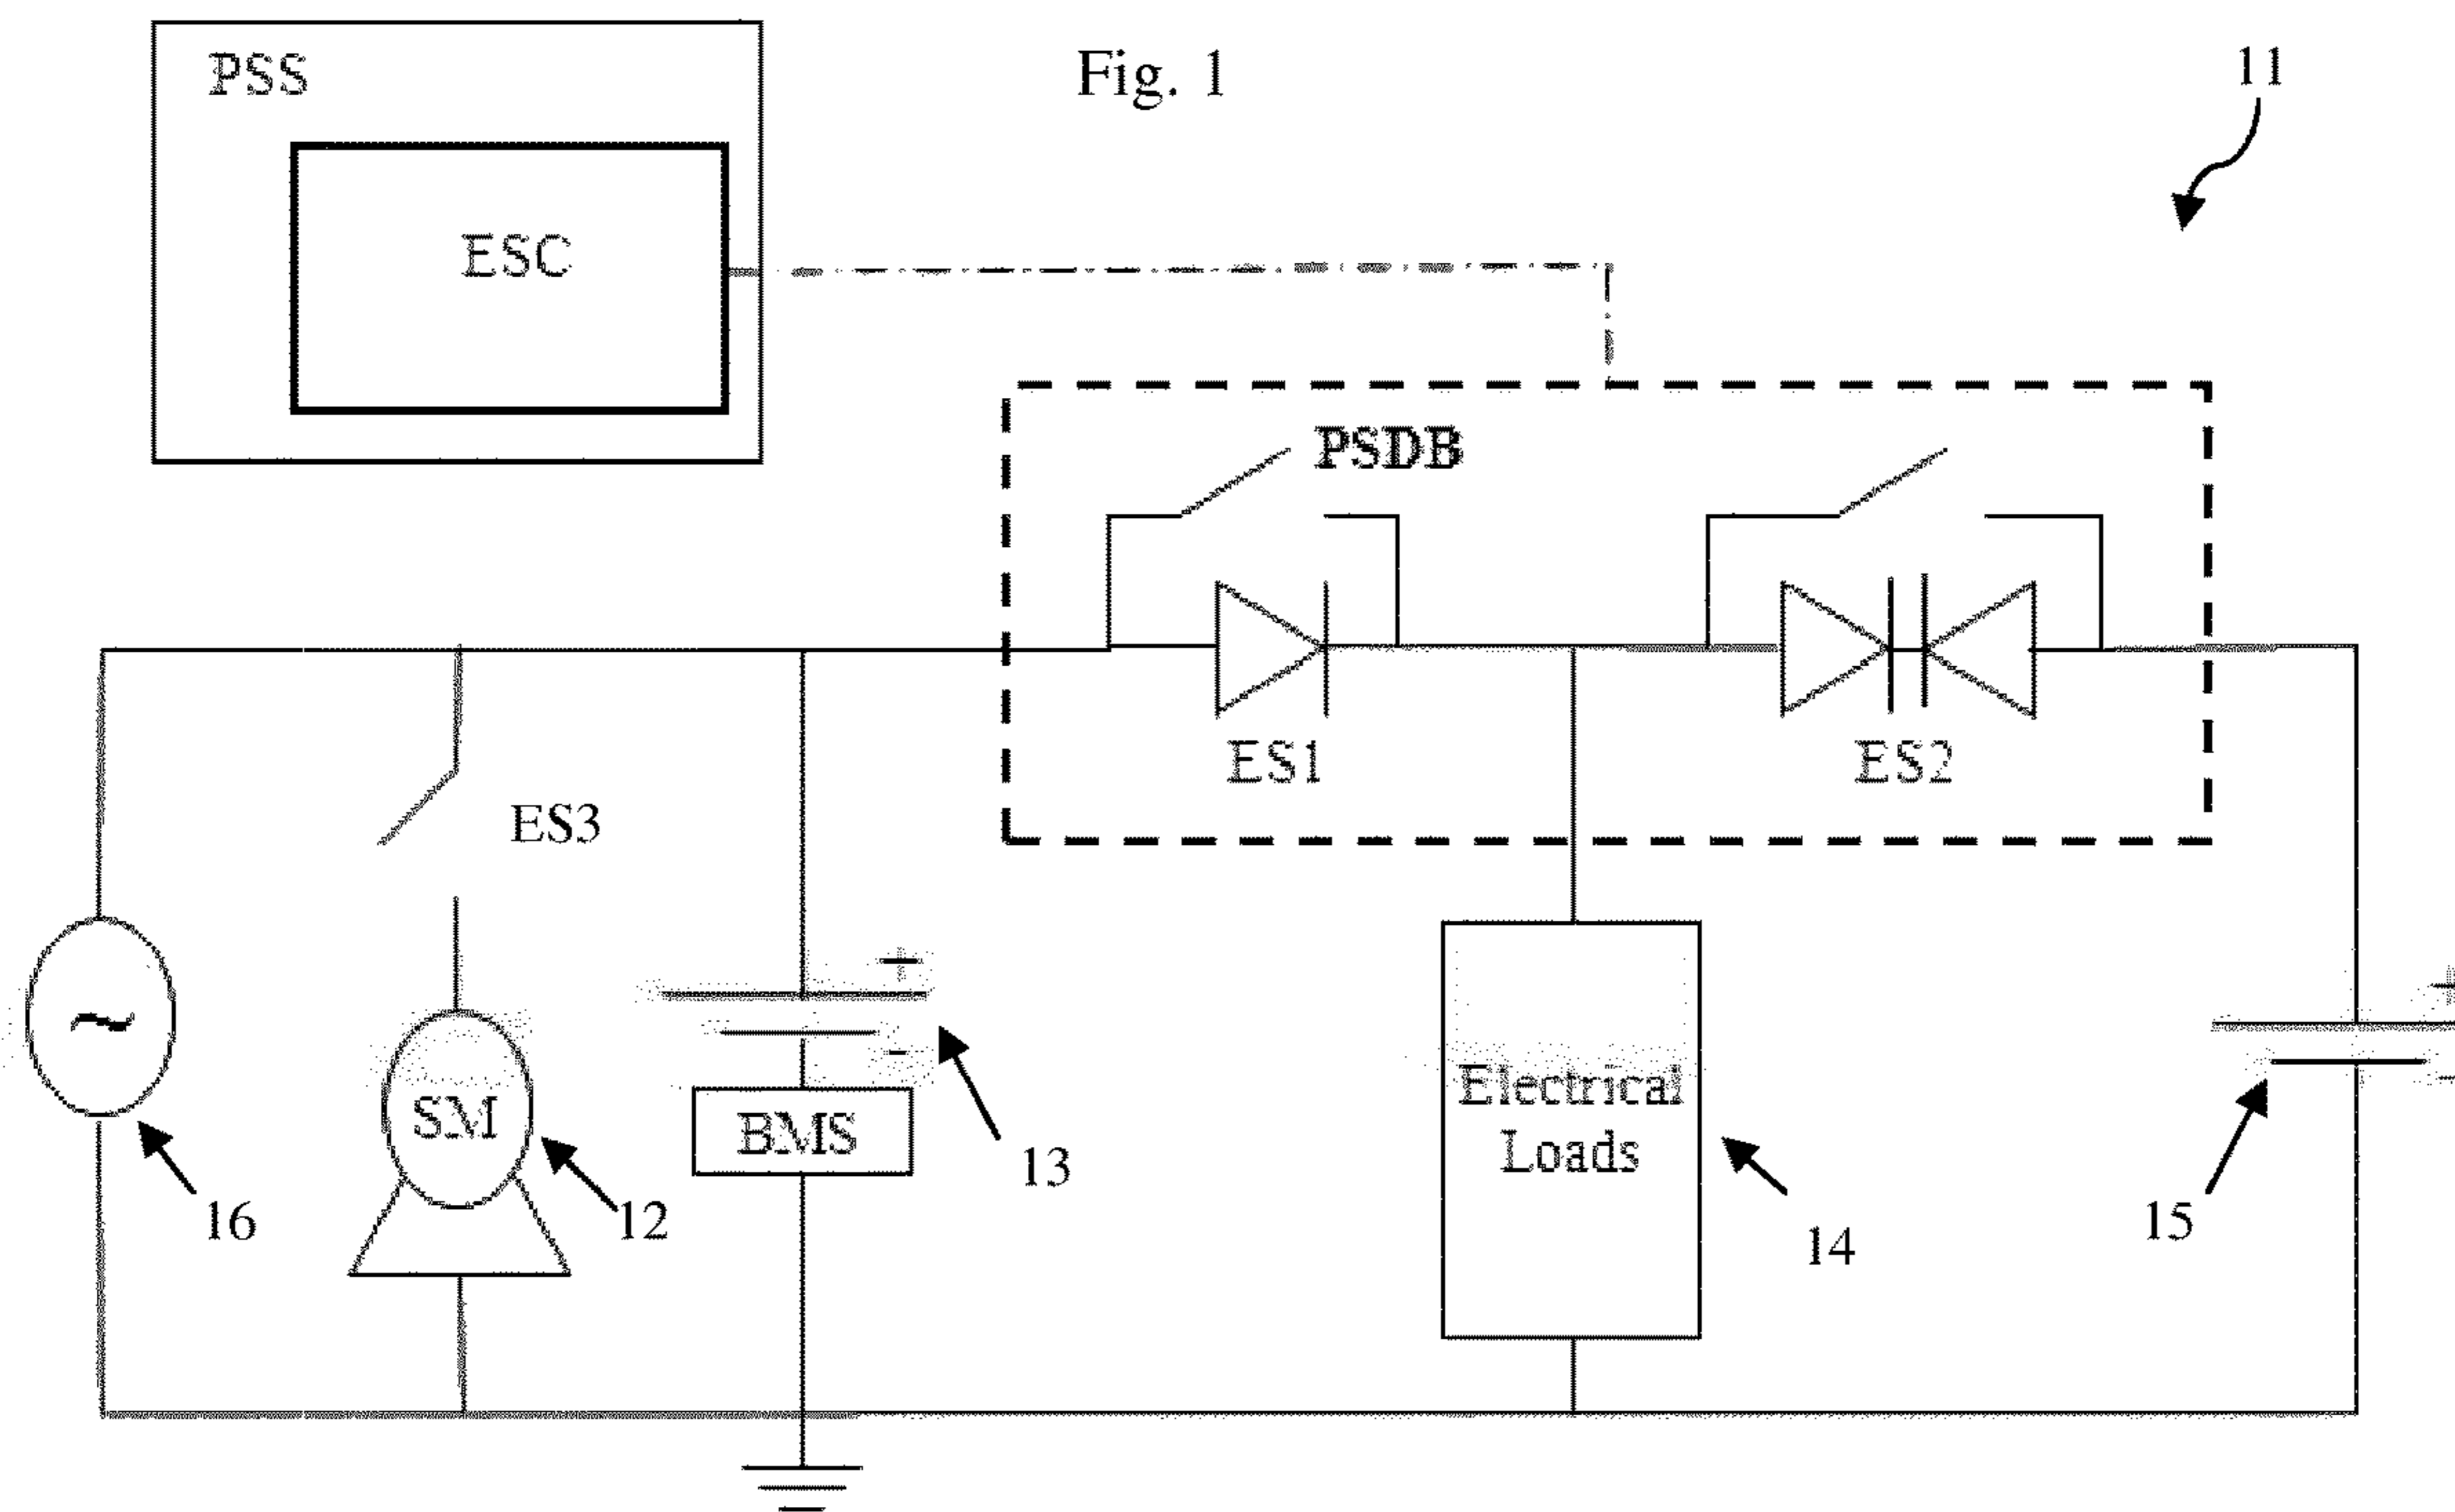 PSS
Fig. 1
11
ESC
PSDB
ES1
ES2
ES3
~
+
-
+
-
SM
BMS
Electrical
Loads
16
12
13
14
15